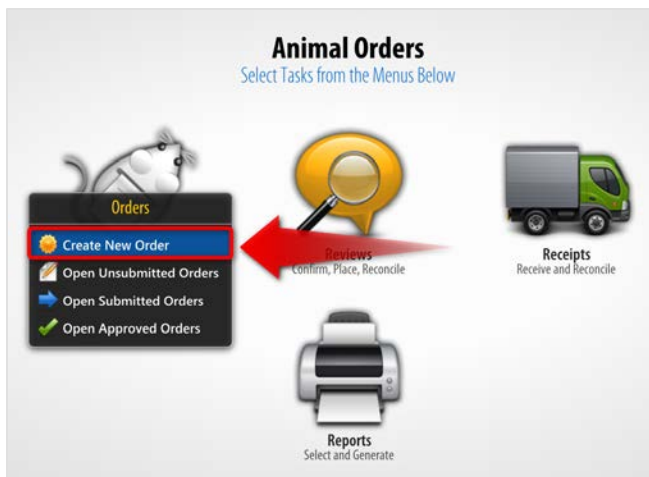 Animal Orders
Select Tasks from the Menus Below
Orders
Create New Order
Open Unsubmitted Orders
Open Submitted Orders
Open Approved Orders
Reviews
Confirm, Place, Reconcile
Receipts
Receive and Reconcile
Reports
Select and Generate